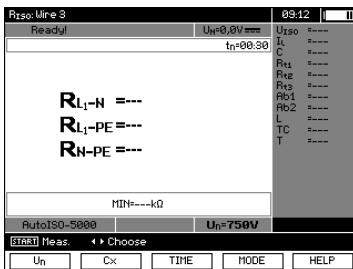 RISO: Wire 3 09:12
Ready! UN=0,0V
tn=00:30
RL1-N =---
RL1-PE =---
RN-PE =---
MIN=---kΩ
AutoISO-5000 Un=750V
UISO =---
IL =---
C =---
Rt1 =---
Rt2 =---
Rt3 =---
Ab1 =---
Ab2 =---
L =---
TC =---
T =---
START Meas. Choose
Un Cx TIME MODE HELP